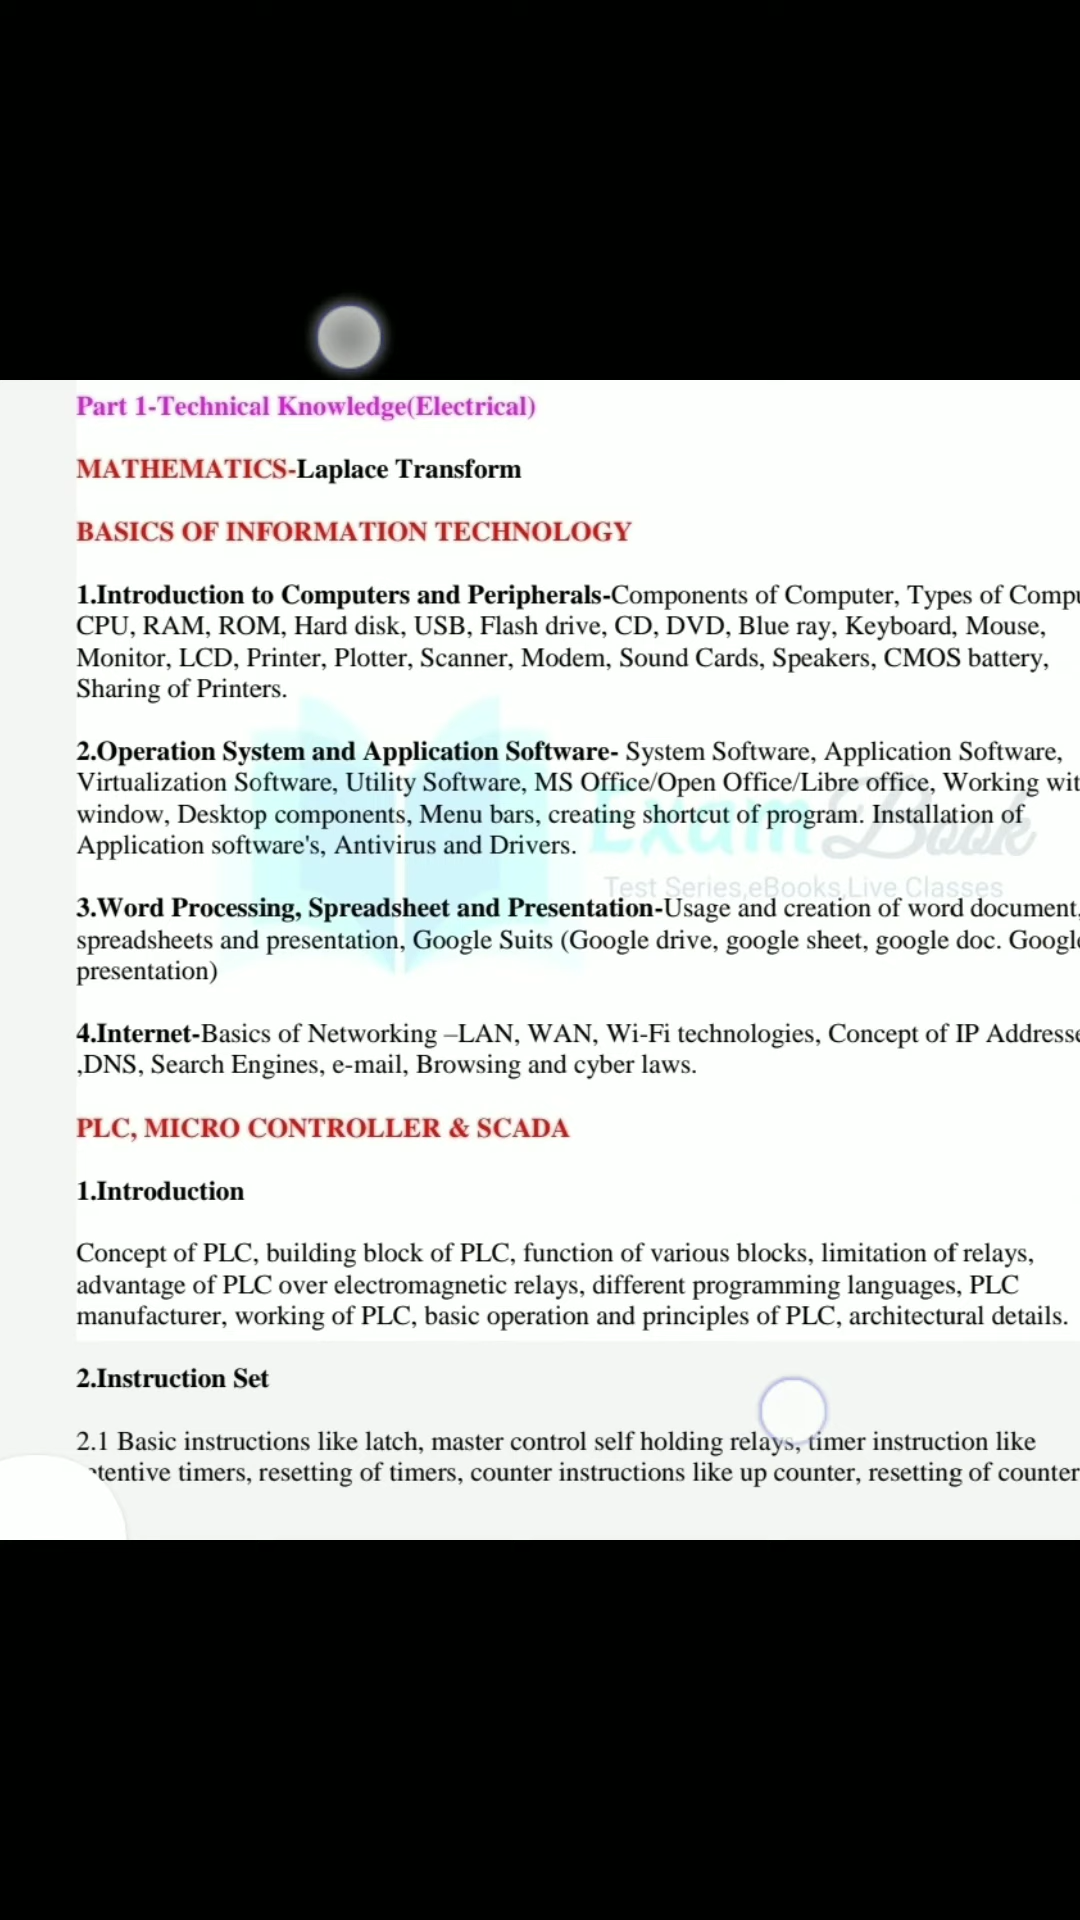 Part 1-Technical Knowledge(Electrical)
MATHEMATICS-Laplace Transform
BASICS OF INFORMATION TECHNOLOGY
1.Introduction to Computers and Peripherals-Components of Computer, Types of Compu
CPU, RAM, ROM, Hard disk, USB, Flash drive, CD, DVD, Blue ray, Keyboard, Mouse,
Monitor, LCD, Printer, Plotter, Scanner, Modem, Sound Cards, Speakers, CMOS battery,
Sharing of Printers.
2.Operation System and Application Software- System Software, Application Software,
Virtualization Software, Utility Software, MS Office/Open Office/Libre office, Working wit
window, Desktop components, Menu bars, creating shortcut of program. Installation of
Application software's, Antivirus and Drivers.
Exam Book
Test Series,eBooks,Live Classes
3.Word Processing, Spreadsheet and Presentation-Usage and creation of word document,
spreadsheets and presentation, Google Suits (Google drive, google sheet, google doc. Google
presentation)
4.Internet-Basics of Networking –LAN, WAN, Wi-Fi technologies, Concept of IP Addresse
,DNS, Search Engines, e-mail, Browsing and cyber laws.
PLC, MICRO CONTROLLER & SCADA
1.Introduction
Concept of PLC, building block of PLC, function of various blocks, limitation of relays,
advantage of PLC over electromagnetic relays, different programming languages, PLC
manufacturer, working of PLC, basic operation and principles of PLC, architectural details.
2.Instruction Set
2.1 Basic instructions like latch, master control self holding relays, timer instruction like
tentive timers, resetting of timers, counter instructions like up counter, resetting of counter